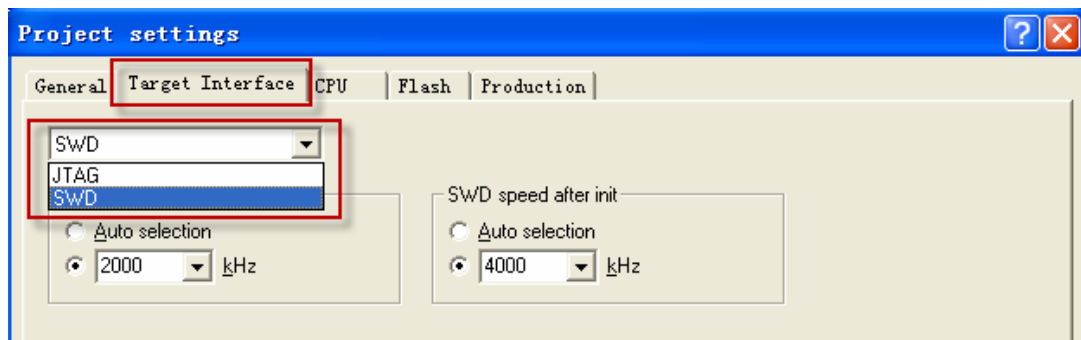 Project settings
General Target Interface CPU Flash Production
SWD
JTAG
SWD
SWD speed after init
Auto selection
2000 kHz
Auto selection
4000 kHz